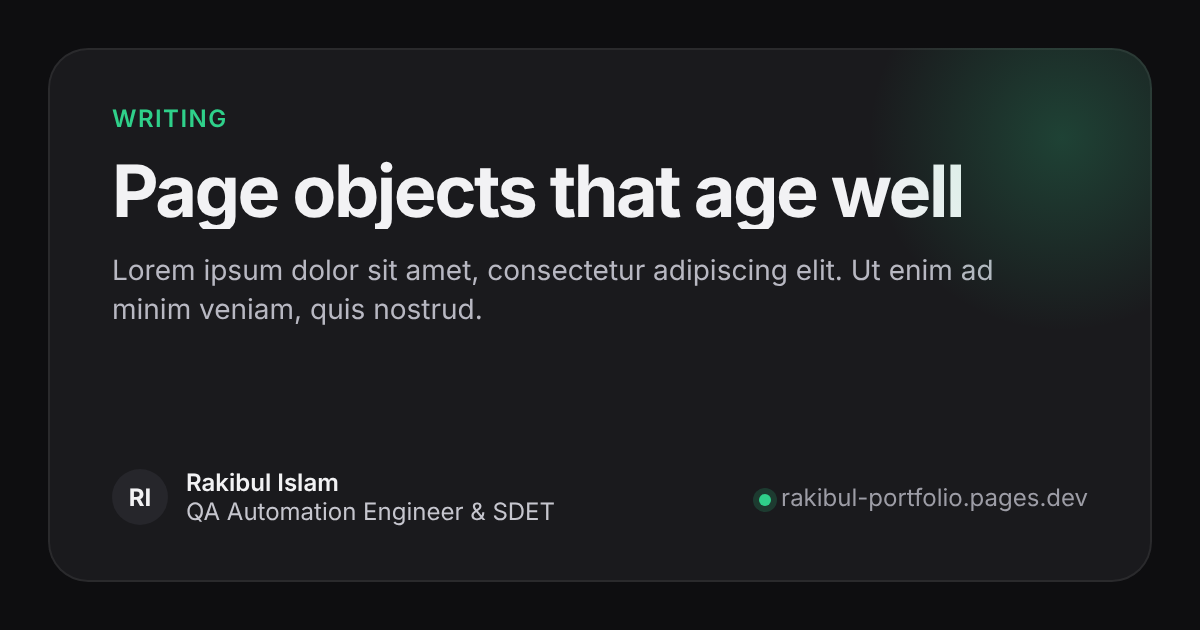 WRITING
Page objects that age well
Lorem ipsum dolor sit amet, consectetur adipiscing elit. Ut enim ad
minim veniam, quis nostrud.
RI
Rakibul Islam
QA Automation Engineer & SDET
rakibul-portfolio.pages.dev